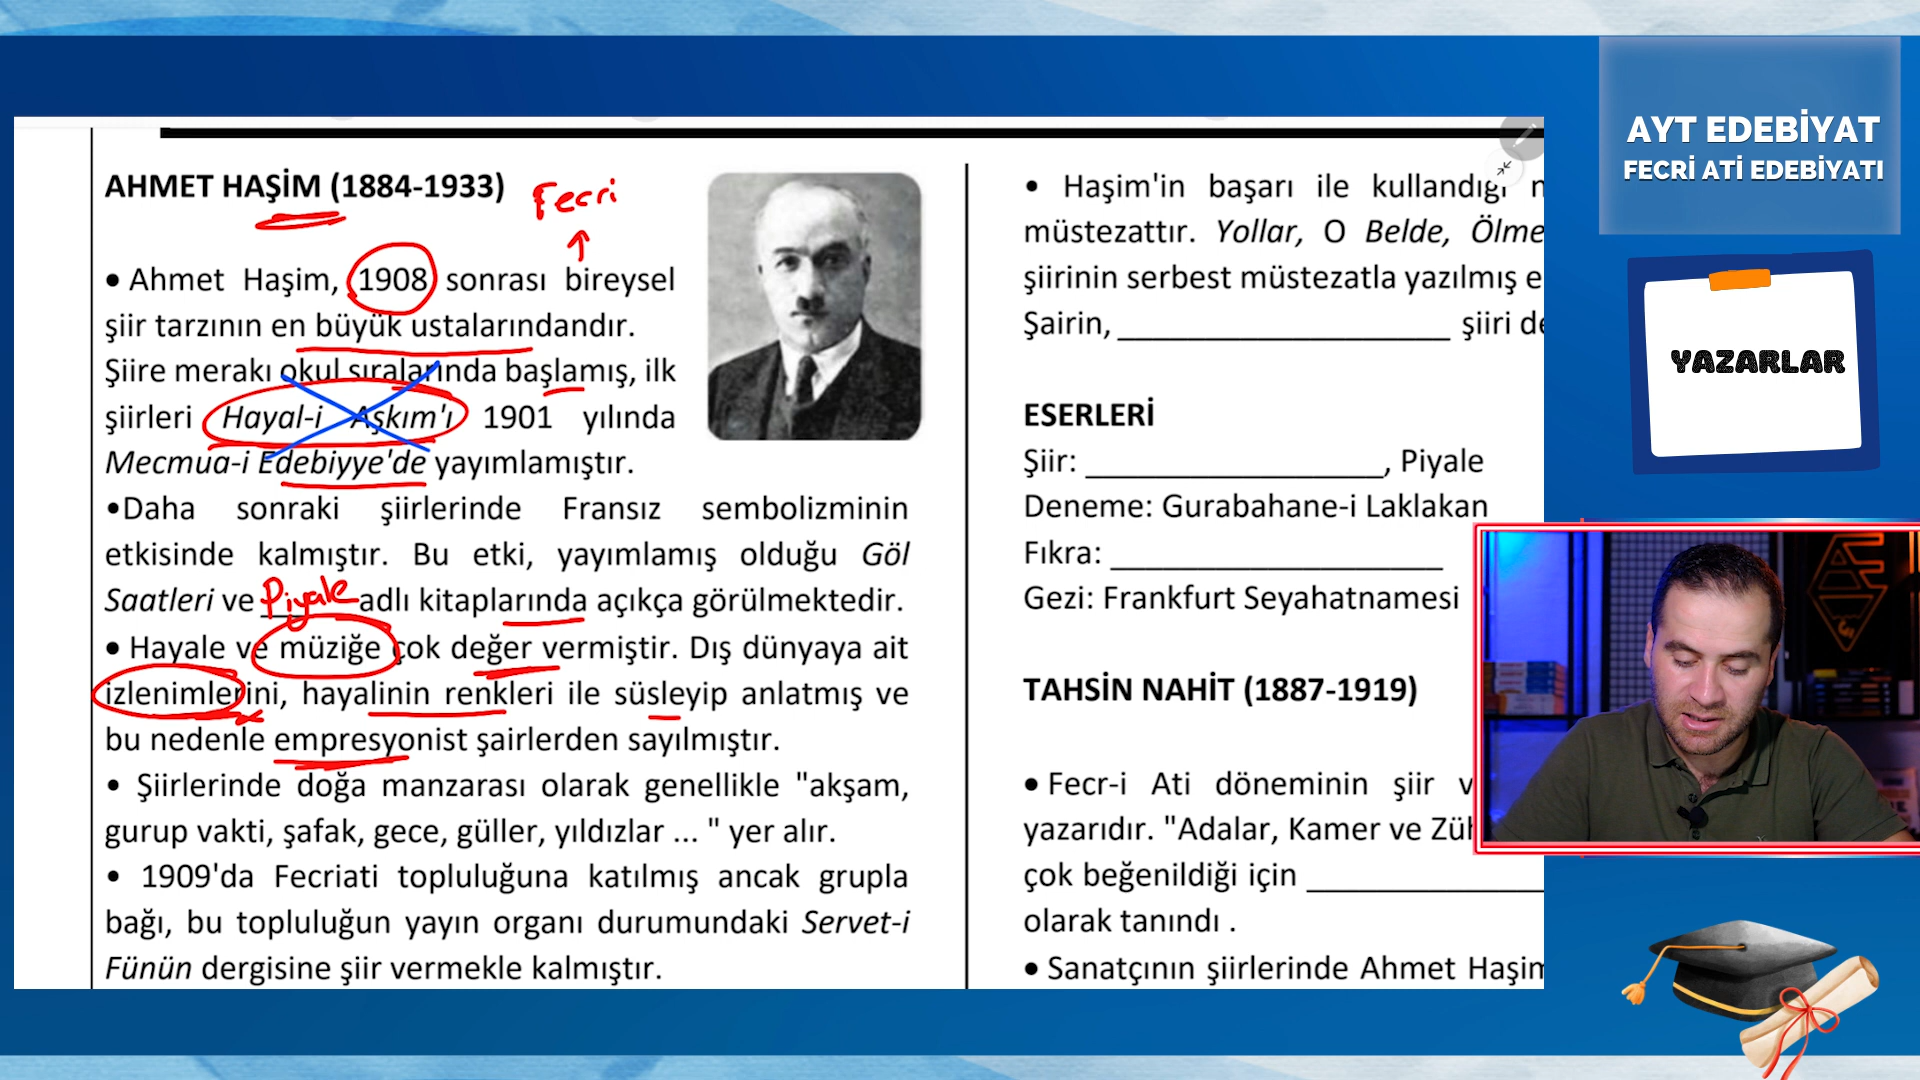 AHMET HAŞİM (1884-1933)
Fecri
• Ahmet Haşim, 1908 sonrası bireysel
şiir tarzının en büyük ustalarındandır.
Şiire merakı okul sıralarında başlamış, ilk
şiirleri Hayal-i Aşkım'ı 1901 yılında
Mecmua-i Edebiyye'de yayımlamıştır.
•Daha sonraki şiirlerinde Fransız sembolizminin
etkisinde kalmıştır. Bu etki, yayımlamış olduğu Göl
Saatleri ve Piyale adlı kitaplarında açıkça görülmektedir.
• Hayale ve müziğe çok değer vermiştir. Dış dünyaya ait
izlenimlerini, hayalinin renkleri ile süsleyip anlatmış ve
bu nedenle empresyonist şairlerden sayılmıştır.
• Şiirlerinde doğa manzarası olarak genellikle "akşam,
gurup vakti, şafak, gece, güller, yıldızlar ... " yer alır.
• 1909'da Fecriati topluluğuna katılmış ancak grupla
bağı, bu topluluğun yayın organı durumundaki Servet-i
Fünün dergisine şiir vermekle kalmıştır.
• Haşim'in başarı ile kullandığı
müstezattır. Yollar, O Belde, Ölme
şiirinin serbest müstezatla yazılmış e
Şairin, ____________________ şiiri de
ESERLERİ
Şiir: __________________, Piyale
Deneme: Gurabahane-i Laklakan
Fıkra: ____________________
Gezi: Frankfurt Seyahatnamesi
TAHSİN NAHİT (1887-1919)
• Fecr-i Ati döneminin şiir v
yazarıdır. "Adalar, Kamer ve Züh
çok beğenildiği için ______________
olarak tanındı .
• Sanatçının şiirlerinde Ahmet Haşim
AYT EDEBİYAT
FECRİ ATİ EDEBİYATI
YAZARLAR